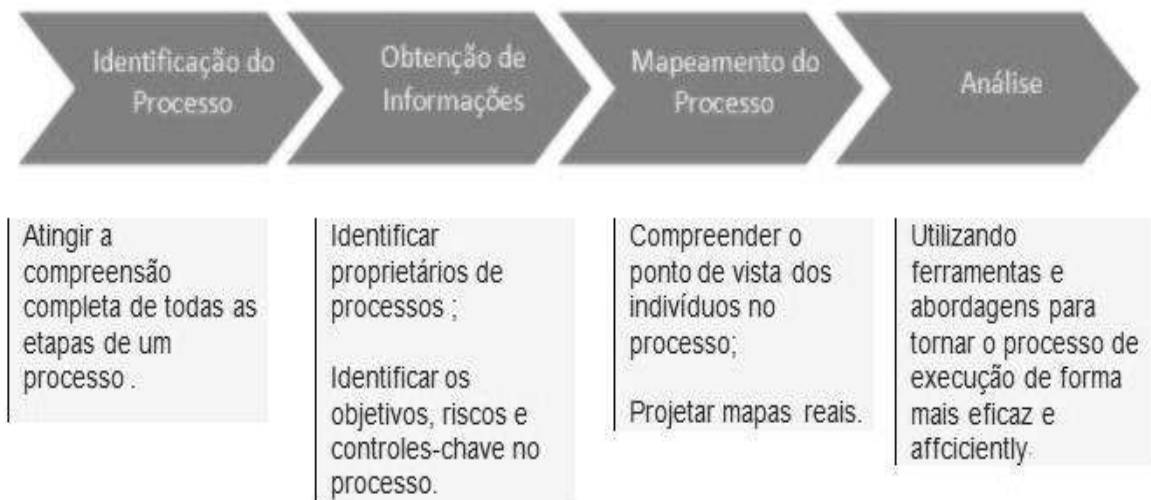 Identificação do
Processo
Obtenção de
Informações
Mapeamento do
Processo
Análise
Atingir a
compreensão
completa de todas as
etapas de um
processo .
Identificar
proprietários de
processos ;
Identificar os
objetivos, riscos e
controles-chave no
processo.
Compreender o
ponto de vista dos
indivíduos no
processo;
Projetar mapas reais.
Utilizando
ferramentas e
abordagens para
tornar o processo de
execução de forma
mais eficaz e
affciciently.